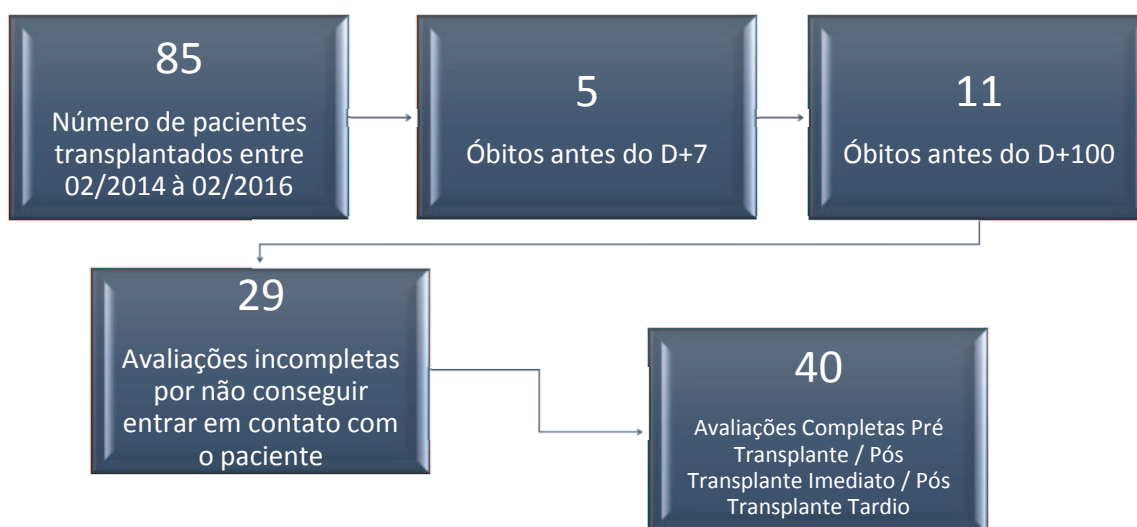 85
Número de pacientes
transplantados entre
02/2014 à 02/2016
5
Óbitos antes do D+7
11
Óbitos antes do D+100
29
Avaliações incompletas
por não conseguir
entrar em contato com
o paciente
40
Avaliações Completas Pré
Transplante / Pós
Transplante Imediato / Pós
Transplante Tardio